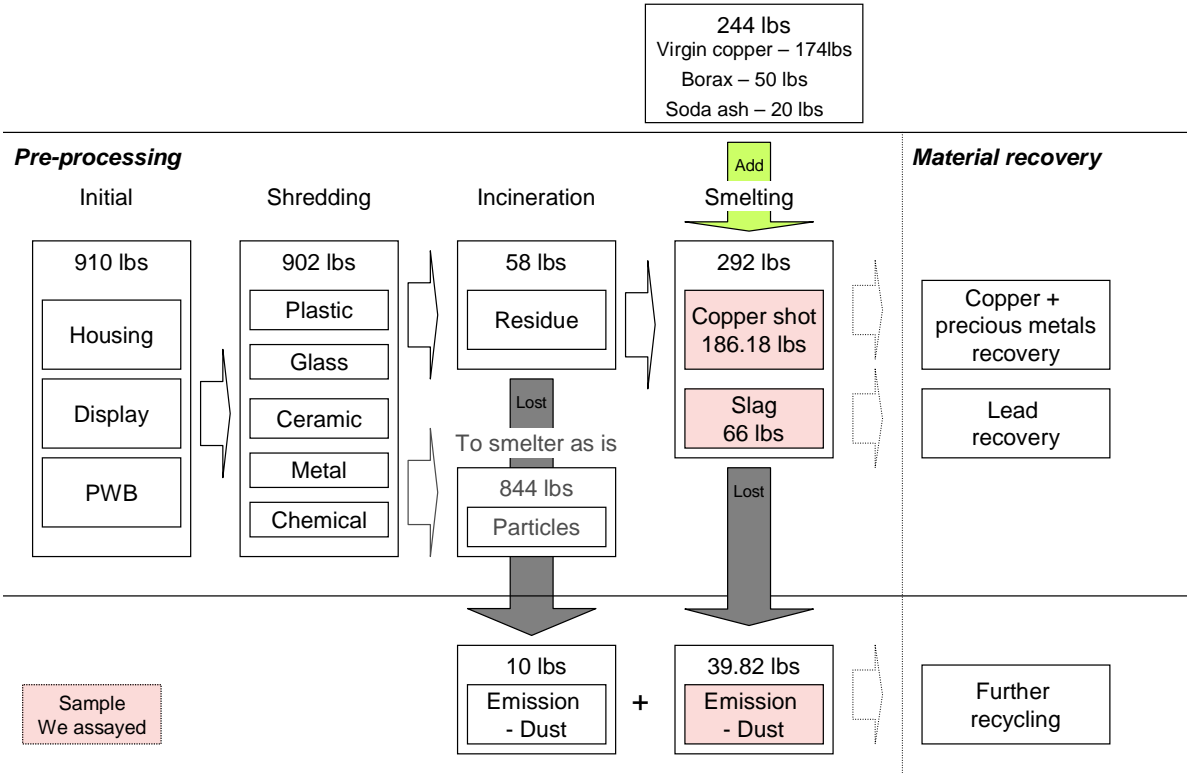 244 lbs
Virgin copper – 174lbs
Borax – 50 lbs
Soda ash – 20 lbs
Pre-processing
Add
Material recovery
Initial
Shredding
Incineration
Smelting
910 lbs
Housing
Display
PWB
902 lbs
Plastic
Glass
Ceramic
Metal
Chemical
58 lbs
Residue
Lost
To smelter as is
844 lbs
Particles
292 lbs
Copper shot
186.18 lbs
Slag
66 lbs
Lost
Copper +
precious metals
recovery
Lead
recovery
Sample
We assayed
10 lbs
Emission
- Dust
+
39.82 lbs
Emission
- Dust
Further
recycling